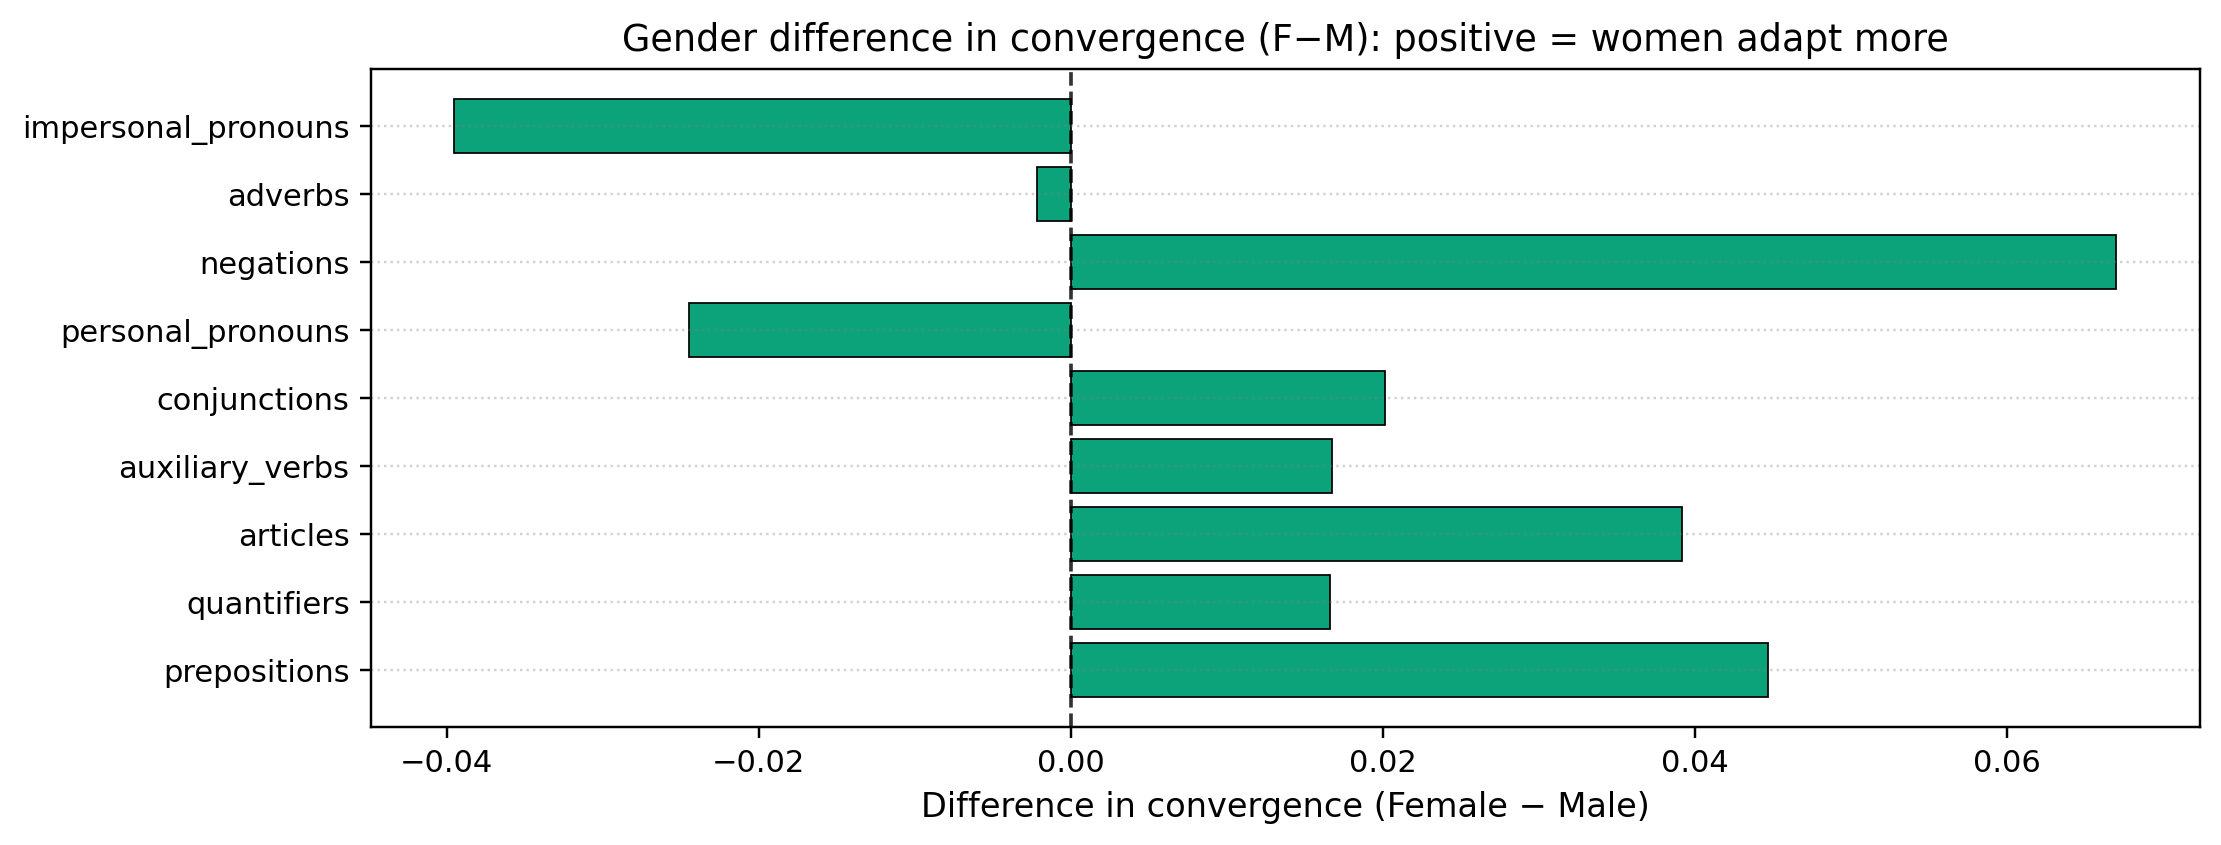 Gender difference in convergence (F−M): positive = women adapt more
impersonal_pronouns
adverbs
negations
personal_pronouns
conjunctions
auxiliary_verbs
articles
quantifiers
prepositions
−0.04 −0.02 0.00 0.02 0.04 0.06
Difference in convergence (Female − Male)